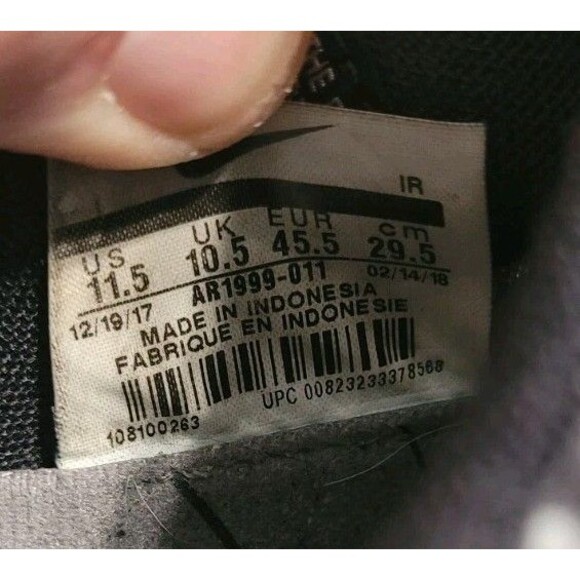 THE
IR
US UK EUR cm
11.5 10.5 45.5 29.5
12/19/17 AR1999-011 02/14/18
MADE IN INDONESIA
FABRIQUE EN INDONESIE
UPC 00823233378568
108100263